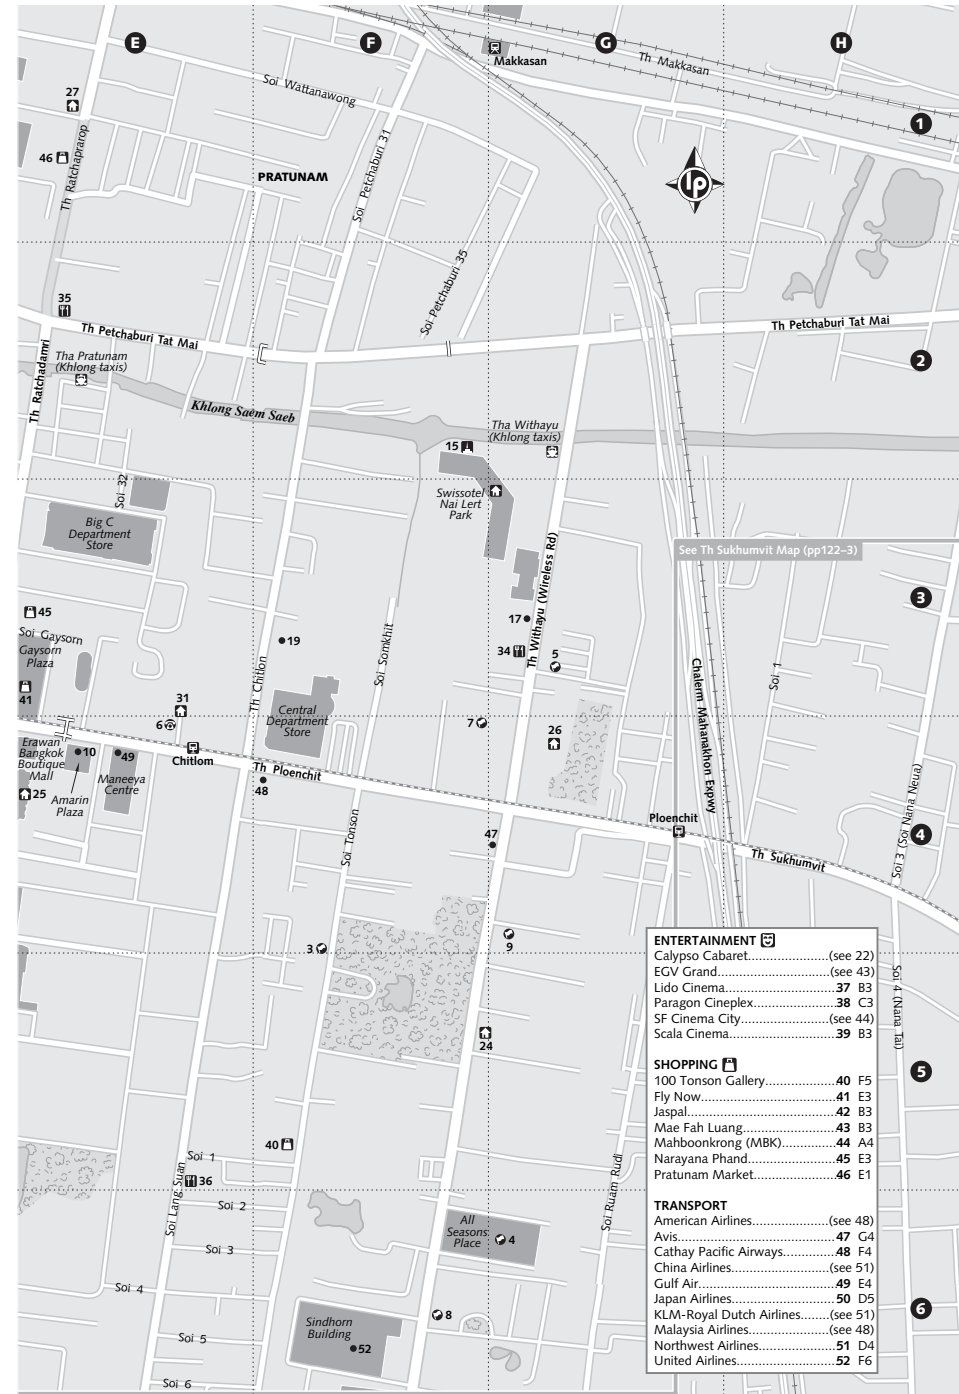 E
F
G
H
Makkasan
Th Makkasan
Soi Wattanawong
27
1
46
Th Ratchaprarop
Soi Petchaburi 31
PRATUNAM
lp
Soi Petchaburi 35
35
Th Petchaburi Tat Mai
Th Petchaburi Tat Mai
Th Ratchadamri
Tha Pratunam
(Khlong taxis)
2
Khlong Saem Saeb
Tha Withayu
(Khlong taxis)
15
Soi 32
Swissotel
Nai Lert
Park
Big C
Department
Store
Th Withayu (Wireless Rd)
See Th Sukhumvit Map (pp122–3)
3
45
Soi Gaysorn
Gaysorn
Plaza
19
17
34
5
Soi Somkhit
Th Chitlon
Soi 1
Chalerm Mahanakhon Expwy
41
31
6
Central
Department
Store
7
26
Erawan
Bangkok
Boutique
Mall
10
49
Chitlom
Maneeya
Centre
Th Ploenchit
25
Amarin
Plaza
48
Soi Tonson
Ploenchit
47
Th Sukhumvit
Soi 3 (Soi Nana Neua)
4
3
9
Soi 4 (Nana Tai)
24
5
40
Soi 1
36
Soi Lang Suan
Soi 2
Soi Ruam Rudi
Soi 3
All
Seasons
Place
4
Soi 4
8
6
Sindhorn
Building
Soi 5
52
Soi 6
ENTERTAINMENT
Calypso Cabaret........................(see 22)
EGV Grand.................................(see 43)
Lido Cinema.................................37 B3
Paragon Cineplex..........................38 C3
SF Cinema City..........................(see 44)
Scala Cinema................................39 B3
SHOPPING
100 Tonson Gallery.......................40 F5
Fly Now........................................41 E3
Jaspal...........................................42 B3
Mae Fah Luang.............................43 B3
Mahboonkrong (MBK)..................44 A4
Narayana Phand...........................45 E3
Pratunam Market..........................46 E1
TRANSPORT
American Airlines.......................(see 48)
Avis..............................................47 G4
Cathay Pacific Airways..................48 F4
China Airlines.............................(see 51)
Gulf Air.........................................49 E4
Japan Airlines................................50 D5
KLM-Royal Dutch Airlines.......(see 51)
Malaysia Airlines........................(see 48)
Northwest Airlines........................51 D4
United Airlines..............................52 F6